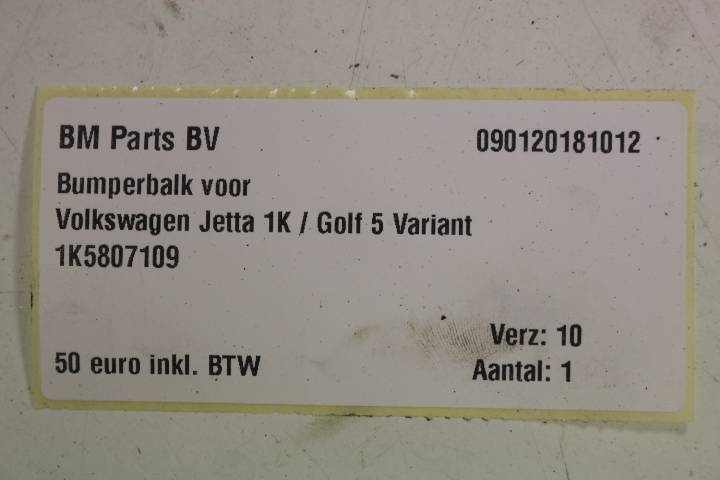 BM Parts BV 090120181012
Bumperbalk voor
Volkswagen Jetta 1K / Golf 5 Variant
1K5807109
Verz: 10
50 euro inkl. BTW Aantal: 1